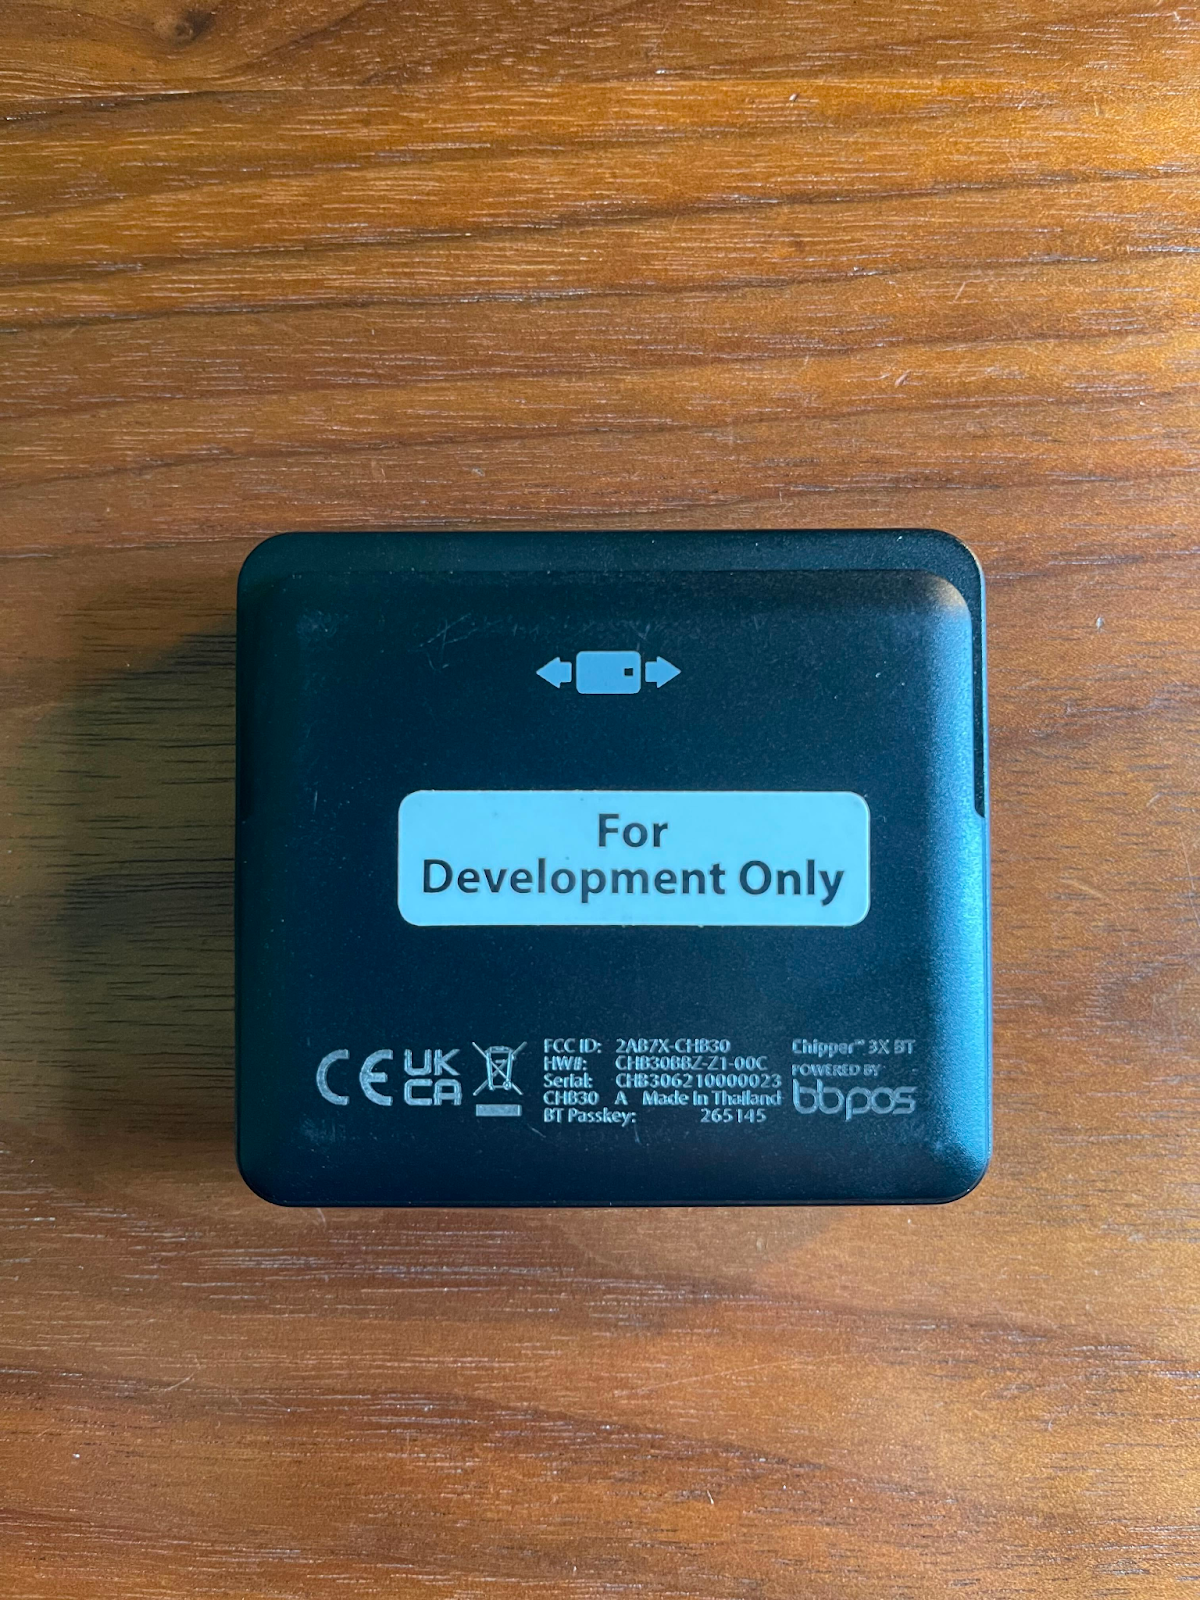 For
Development Only
CE UK CA
FCC ID: 2AB7X-CHB30
HW#: CHB30BBZ-Z1-00C
Serial: CHB306210000023
CHB30 A Made in Thailand
BT Passkey: 265145
Chipper™ 3X BT
POWERED BY
bbpos